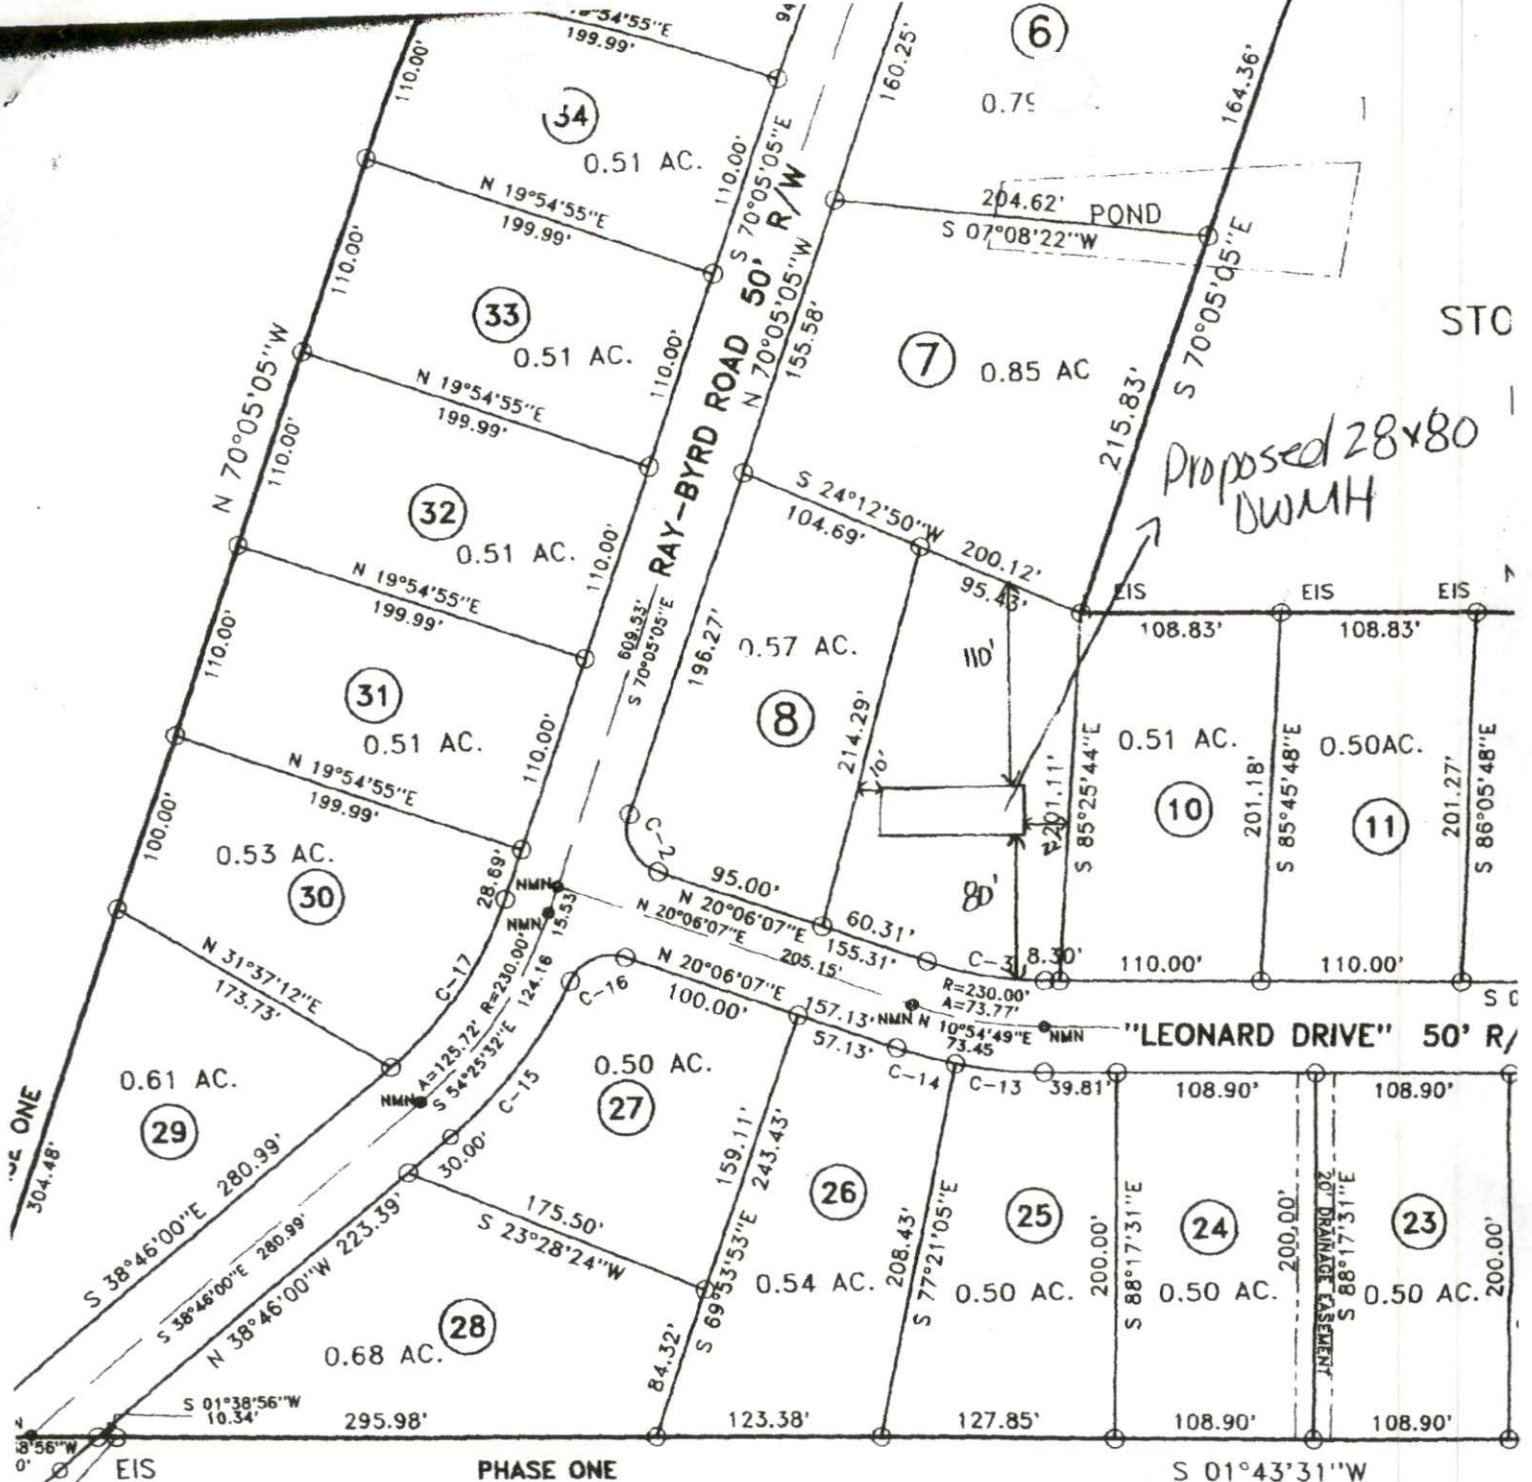 54'55"E
199.99'
94
110.00'
34
0.51 AC.
N 19°54'55"E
199.99'
110.00'
S 70°05'05"E
160.25'
6
0.79
164.36'
204.62'
POND
S 07°08'22"W
110.00'
33
0.51 AC.
N 19°54'55"E
199.99'
110.00'
RAY-BYRD ROAD 50' R/W
N 70°05'05"W
155.58'
7
0.85 AC
S 70°05'05"E
215.83'
STO
N 70°05'05"W
110.00'
32
0.51 AC.
N 19°54'55"E
199.99'
110.00'
S 24°12'50"W
104.69'
200.12'
95.43'
Proposed 28x80
DWMH
EIS
EIS
EIS
108.83'
108.83'
110.00'
31
0.51 AC.
N 19°54'55"E
199.99'
110.00'
609.53'
S 70°05'05"E
196.27'
0.57 AC.
8
214.29'
110'
10'
201.11'
S 85°25'44"E
0.51 AC.
10
201.18'
S 85°45'48"E
0.50AC.
11
201.27'
S 86°05'48"E
100.00'
0.53 AC.
30
28.69'
C-2
95.00'
80'
N 31°37'12"E
173.73'
C-17
NMN
NMN
15.53
N 20°06'07"E
N 20°06'07"E
205.15'
60.31'
155.31'
C-3
8.30'
110.00'
110.00'
S 0
R=230.00'
A=125.72'
124.16
S 54°25'32"E
NMN
C-16
N 20°06'07"E
100.00'
157.13'
57.13'
NMN
R=230.00'
A=73.77'
N 10°54'49"E
73.45
NMN
"LEONARD DRIVE" 50' R/
0.61 AC.
29
C-15
0.50 AC.
27
C-14
C-13
39.81'
108.90'
108.90'
SE ONE
304.48'
S 38°46'00"E 280.99'
S 38°46'00"E 280.99'
N 38°46'00"W 223.39'
30.00'
175.50'
S 23°28'24"W
159.11'
243.43'
S 69°53'53"E
84.32'
26
0.54 AC.
208.43'
S 77°21'05"E
25
0.50 AC.
200.00'
S 88°17'31"E
24
0.50 AC.
200.00'
20' DRAINAGE EASEMENT
S 88°17'31"E
23
0.50 AC.
200.00'
28
0.68 AC.
S 01°38'56"W
10.34'
295.98'
123.38'
127.85'
108.90'
108.90'
N
8'56"W
0'
EIS
PHASE ONE
S 01°43'31"W